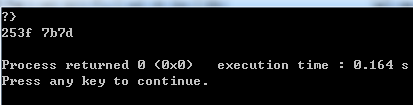 ?}
253f 7b7d
Process returned 0 (0x0)   execution time : 0.164 s
Press any key to continue.